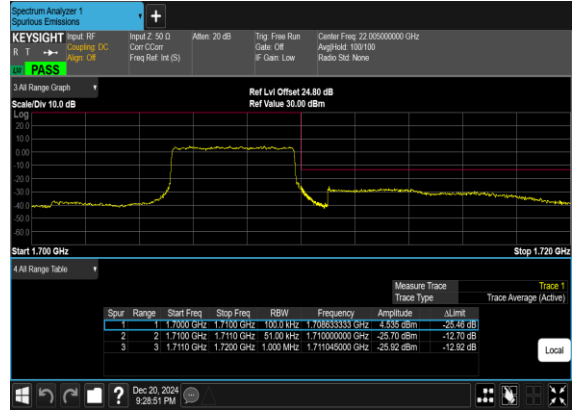 Spectrum Analyzer 1
Spurious Emissions
+
KEYSIGHT Input: RF Input Z: 50 Ω Atten: 20 dB Trig: Free Run Center Freq: 22.005000000 GHz
R T Coupling: DC Corr CCorr Gate: Off Avg|Hold: 100/100
Align: Off Freq Ref: Int (S) IF Gain: Low Radio Std: None
PASS
3 All Range Graph
Ref Lvl Offset 24.80 dB
Scale/Div 10.0 dB Ref Value 30.00 dBm
Log
20.0
10.0
0.00
-10.0
-20.0
-30.0
-40.0
-50.0
-60.0
Start 1.700 GHz Stop 1.720 GHz
4 All Range Table
Measure Trace Trace 1
Trace Type Trace Average (Active)
Spur Range Start Freq Stop Freq RBW Frequency Amplitude ΔLimit
1 1 1.7000 GHz 1.7100 GHz 100.0 kHz 1.708633333 GHz 4.535 dBm -25.46 dB
2 2 1.7100 GHz 1.7110 GHz 51.00 kHz 1.710000000 GHz -25.70 dBm -12.70 dB
3 3 1.7110 GHz 1.7200 GHz 1.000 MHz 1.711045000 GHz -25.92 dBm -12.92 dB
Local
? Dec 20, 2024
9:28:51 PM